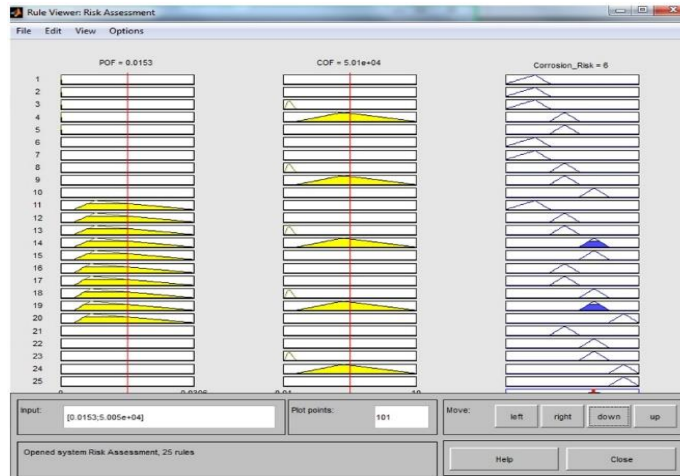 Rule Viewer: Risk Assessment
File Edit View Options
POF = 0.0153
COF = 5.01e+04
Corrosion_Risk = 6
1
2
3
4
5
6
7
8
9
10
11
12
13
14
15
16
17
18
19
20
21
22
23
24
25
Input:
[0.0153;5.005e+04]
Plot points:
101
Move:
left
right
down
up
Opened system Risk Assessment, 25 rules
Help
Close